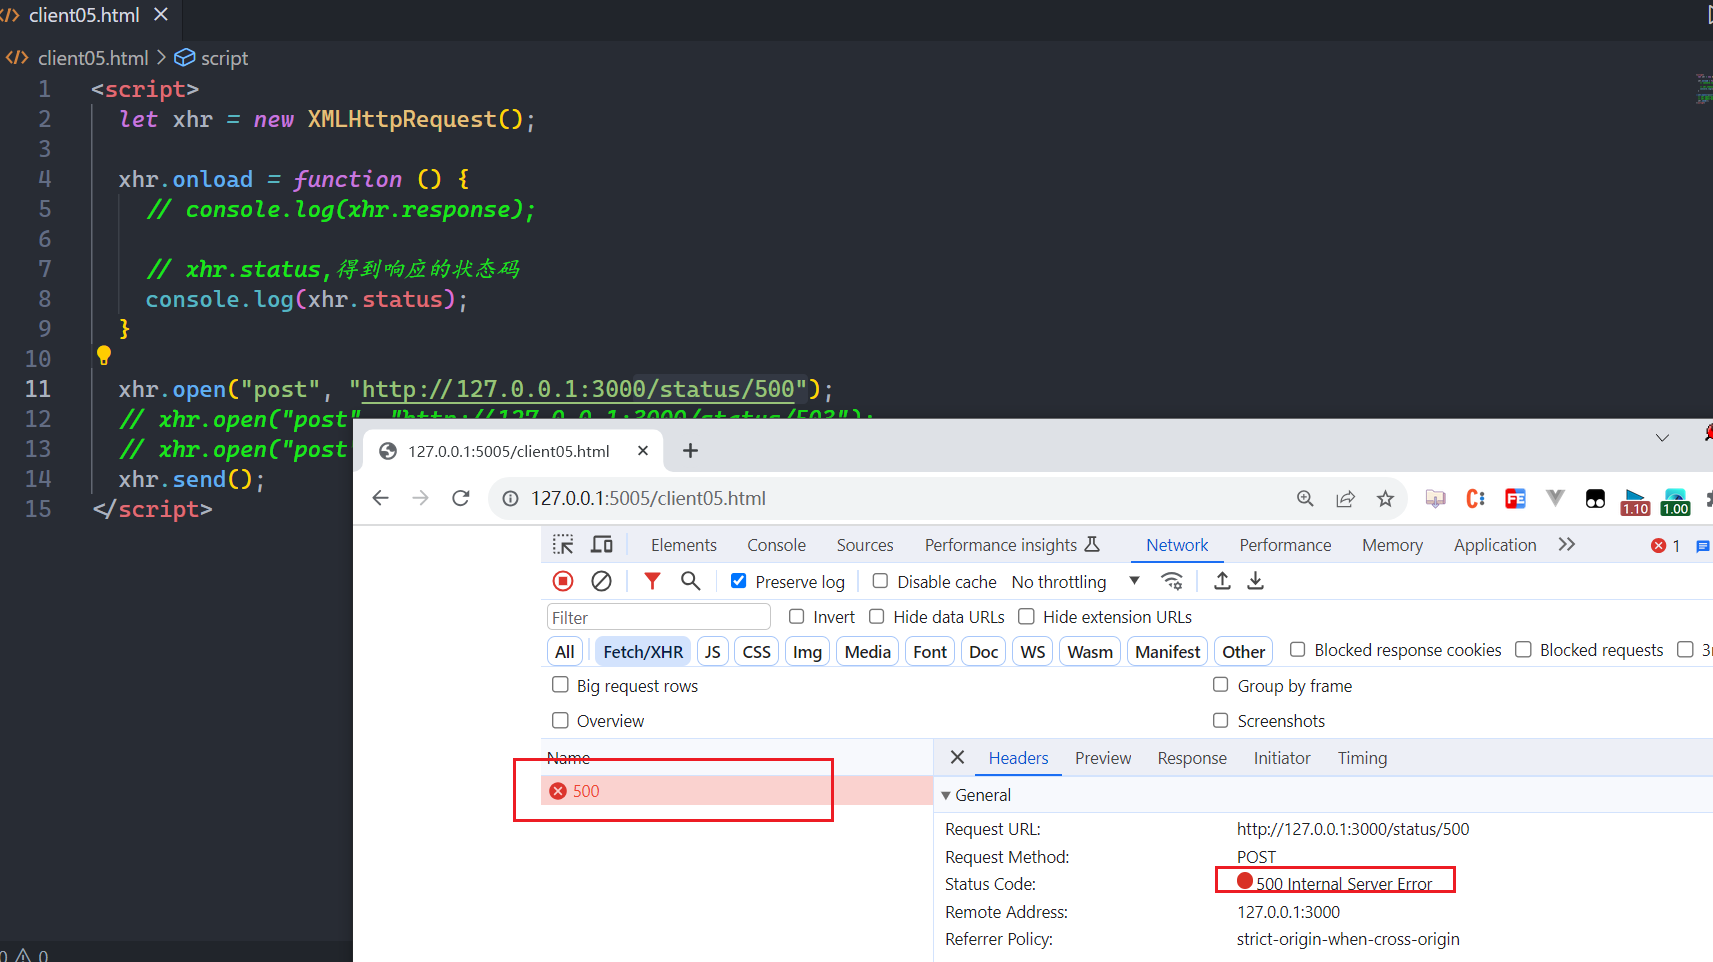 client05.html
client05.html > script
1 <script>
2 let xhr = new XMLHttpRequest();
3
4 xhr.onload = function () {
5 // console.log(xhr.response);
6
7 // xhr.status,得到响应的状态码
8 console.log(xhr.status);
9 }
10
11 xhr.open("post", "http://127.0.0.1:3000/status/500");
12 // xhr.open("post", "http://127.0.0.1:3000/status/503");
13 // xhr.open("post"
14 xhr.send();
15 </script>
127.0.0.1:5005/client05.html
127.0.0.1:5005/client05.html
1.10 1.00
Elements Console Sources Performance insights Network Performance Memory Application 1
Preserve log Disable cache No throttling
Filter Invert Hide data URLs Hide extension URLs
All Fetch/XHR JS CSS Img Media Font Doc WS Wasm Manifest Other Blocked response cookies Blocked requests
Big request rows Group by frame
Overview Screenshots
Name
500
Headers Preview Response Initiator Timing
General
Request URL: http://127.0.0.1:3000/status/500
Request Method: POST
Status Code: 500 Internal Server Error
Remote Address: 127.0.0.1:3000
Referrer Policy: strict-origin-when-cross-origin
0 0